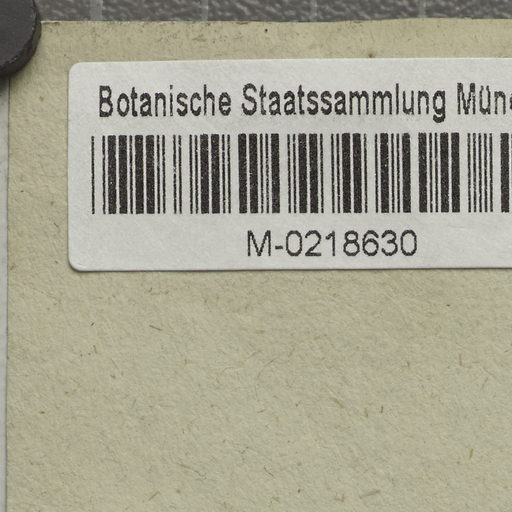 Botanische Staatssammlung Mün
M-0218630